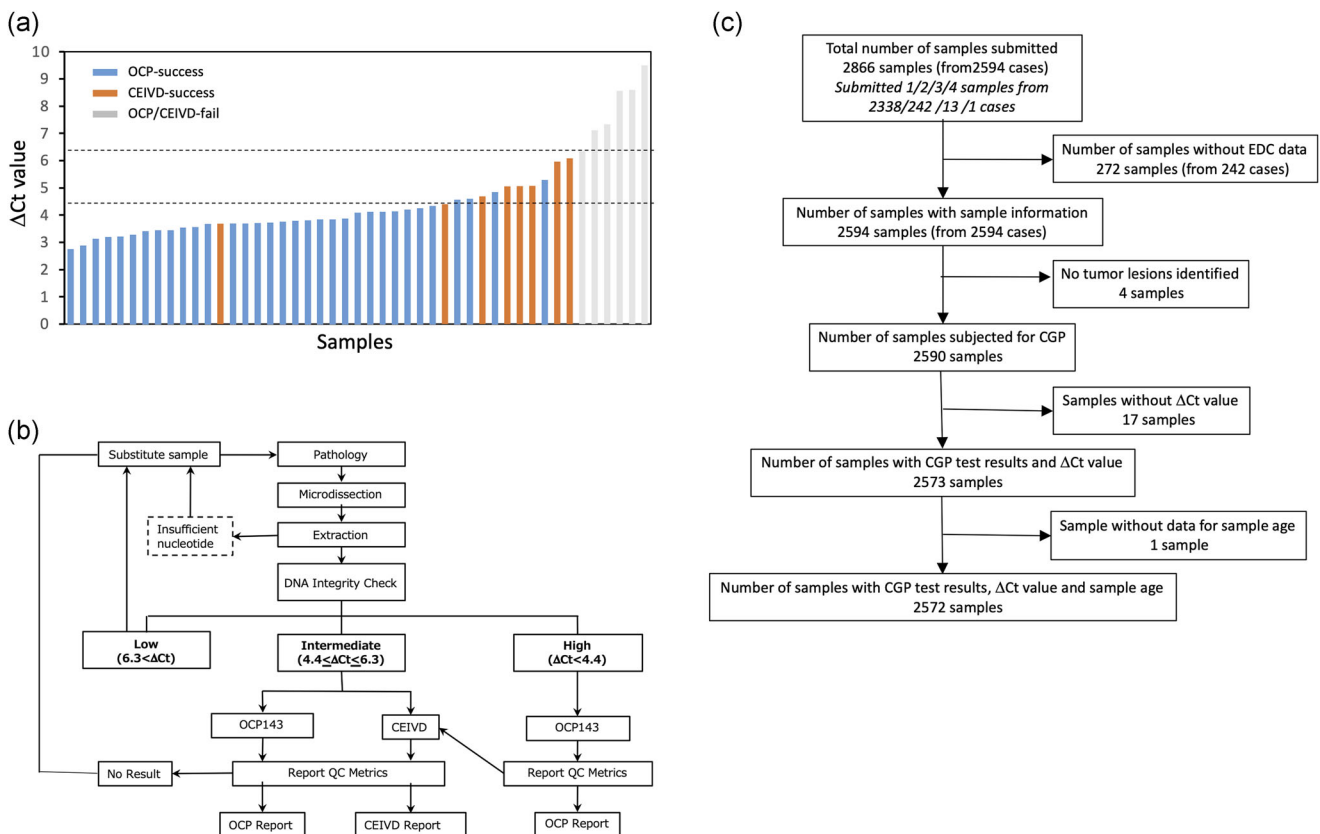 (a)
10
9
8
7
6
5
4
3
2
1
0
ΔCt value
OCP-success
CEIVD-success
OCP/CEIVD-fail
Samples
(b)
Substitute sample
Pathology
Microdissection
Insufficient
nucleotide
Extraction
DNA Integrity Check
Low
(6.3<ΔCt)
Intermediate
(4.4≤ΔCt≤6.3)
High
(ΔCt<4.4)
OCP143
CEIVD
OCP143
No Result
Report QC Metrics
Report QC Metrics
OCP Report
CEIVD Report
OCP Report
(c)
Total number of samples submitted
2866 samples (from2594 cases)
Submitted 1/2/3/4 samples from
2338/242 /13 /1 cases
Number of samples without EDC data
272 samples (from 242 cases)
Number of samples with sample information
2594 samples (from 2594 cases)
No tumor lesions identified
4 samples
Number of samples subjected for CGP
2590 samples
Samples without ΔCt value
17 samples
Number of samples with CGP test results and ΔCt value
2573 samples
Sample without data for sample age
1 sample
Number of samples with CGP test results, ΔCt value and sample age
2572 samples